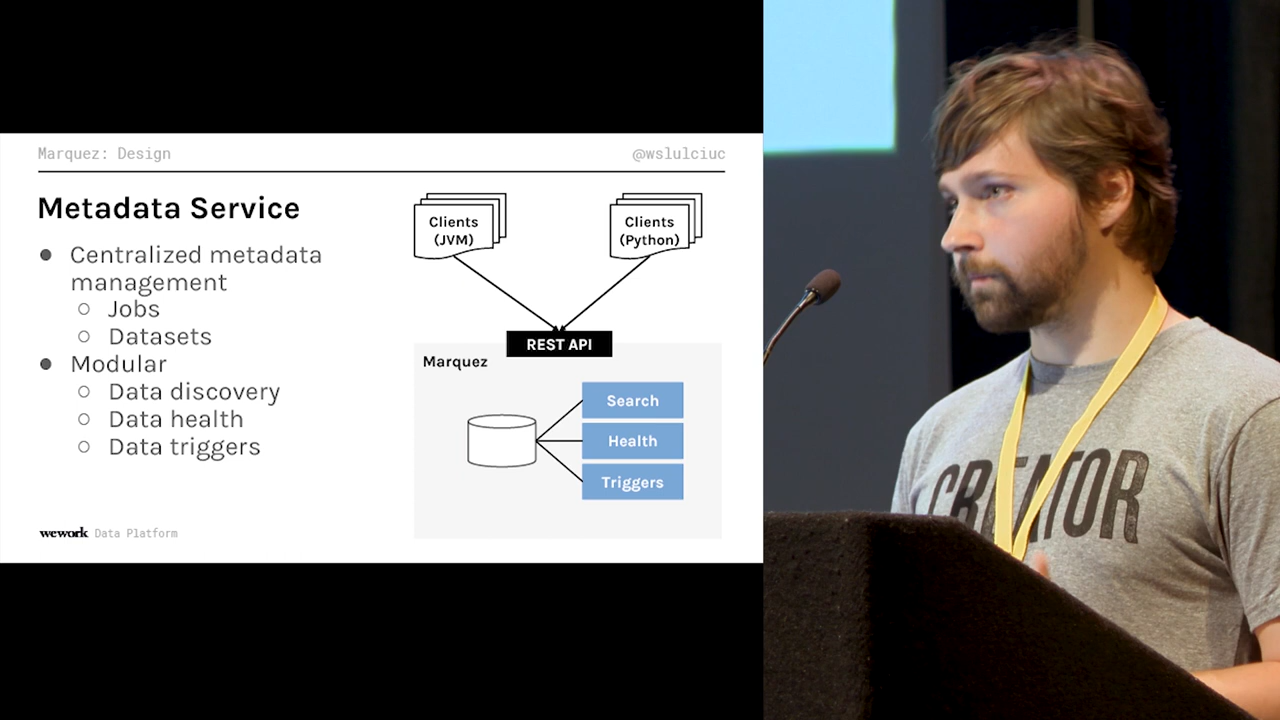 Marquez: Design
@wslulciuc
Metadata Service
Centralized metadata
management
Jobs
Datasets
Modular
Data discovery
Data health
Data triggers
Clients
(JVM)
Clients
(Python)
REST API
Marquez
Search
Health
Triggers
wework Data Platform
CREATOR